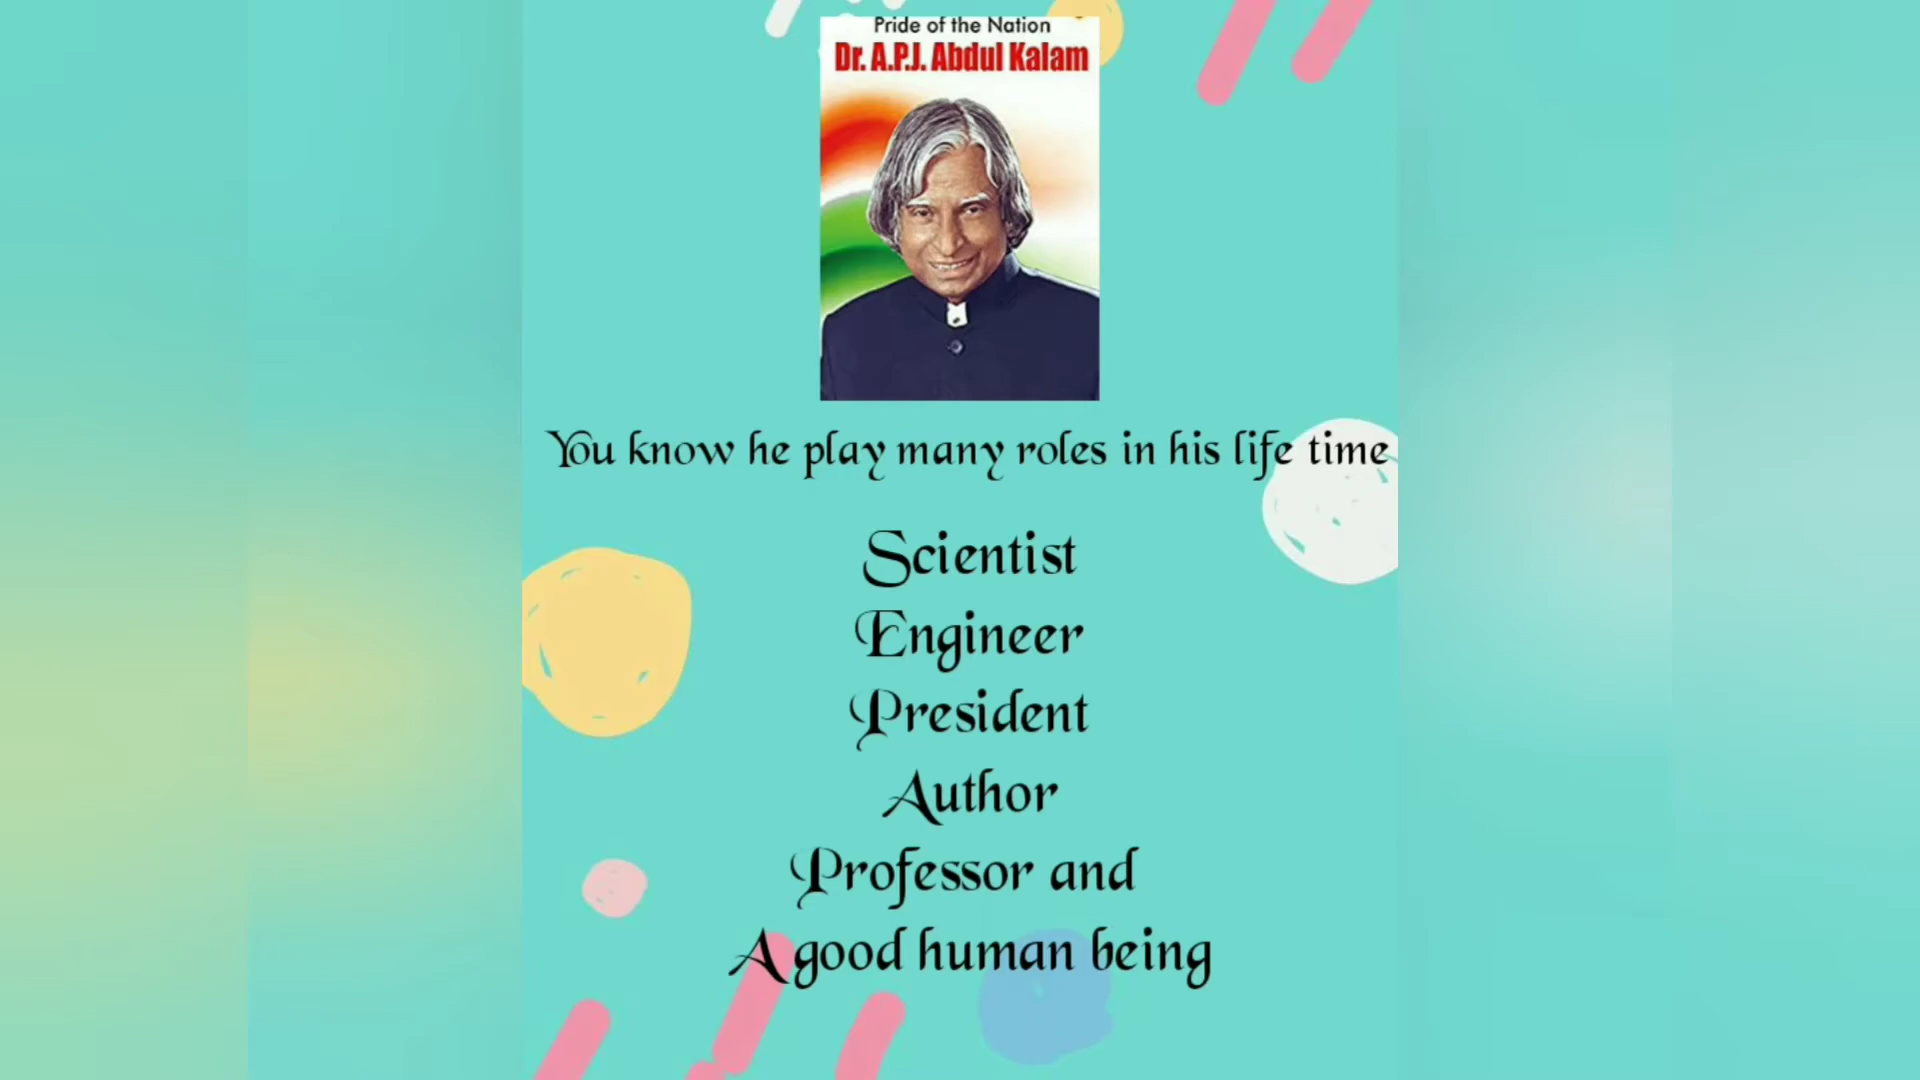 Pride of the Nation
Dr. A.P.J. Abdul Kalam
You know he play many roles in his life time
Scientist
Engineer
President
Author
Professor and
A good human being